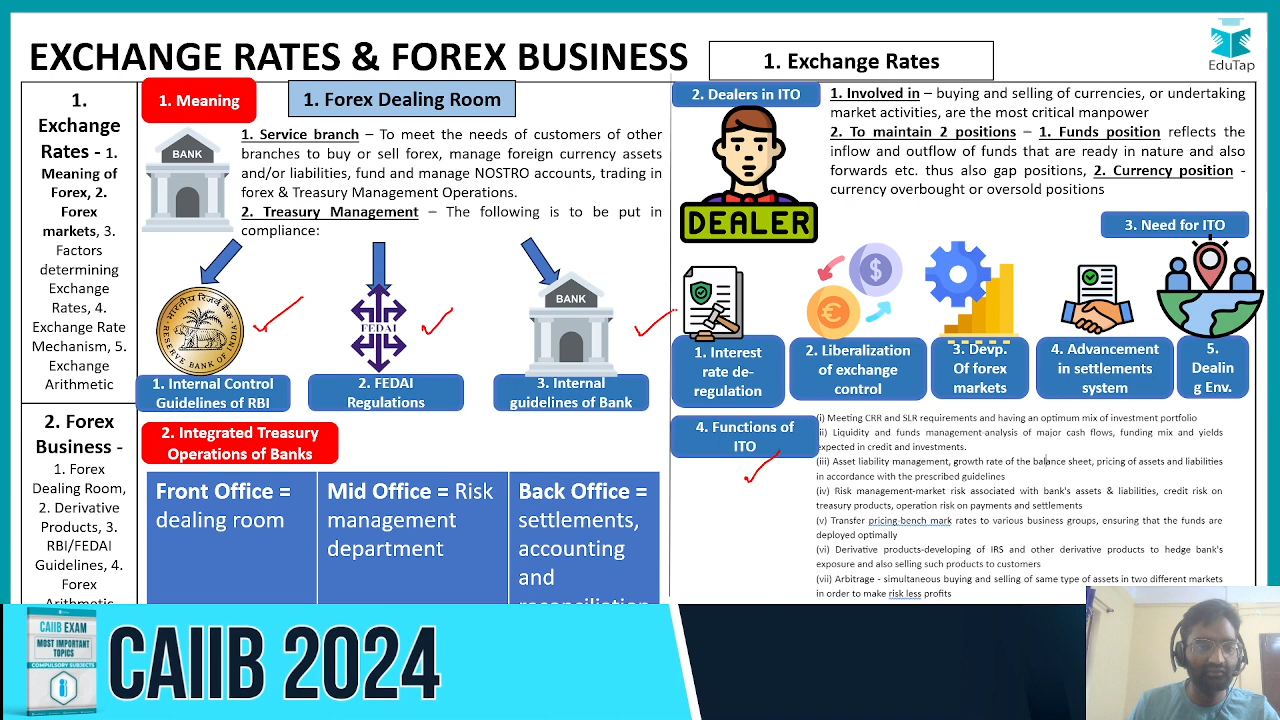 EXCHANGE RATES & FOREX BUSINESS
1. Exchange Rates
EduTap
1.
Exchange
Rates - 1.
Meaning of
Forex, 2.
Forex
markets, 3.
Factors
determining
Exchange
Rates, 4.
Exchange Rate
Mechanism, 5.
Exchange
Arithmetic
2. Forex
Business -
1. Forex
Dealing Room,
2. Derivative
Products, 3.
RBI/FEDAI
Guidelines, 4.
Forex
Arithmetic
1. Meaning
1. Forex Dealing Room
BANK
1. Service branch – To meet the needs of customers of other
branches to buy or sell forex, manage foreign currency assets
and/or liabilities, fund and manage NOSTRO accounts, trading in
forex & Treasury Management Operations.
2. Treasury Management – The following is to be put in
compliance:
भारतीय रिज़र्व बैंक
RESERVE BANK OF INDIA
FEDAI
BANK
1. Internal Control
Guidelines of RBI
2. FEDAI
Regulations
3. Internal
guidelines of Bank
2. Integrated Treasury
Operations of Banks
Front Office =
dealing room
Mid Office = Risk
management
department
Back Office =
settlements,
accounting
and
reconciliation
2. Dealers in ITO
DEALER
1. Involved in – buying and selling of currencies, or undertaking
market activities, are the most critical manpower
2. To maintain 2 positions – 1. Funds position reflects the
inflow and outflow of funds that are ready in nature and also
forwards etc. thus also gap positions, 2. Currency position -
currency overbought or oversold positions
3. Need for ITO
$
€
1. Interest
rate de-
regulation
2. Liberalization
of exchange
control
3. Devp.
Of forex
markets
4. Advancement
in settlements
system
5.
Dealin
g Env.
4. Functions of
ITO
(i) Meeting CRR and SLR requirements and having an optimum mix of investment portfolio
ii) Liquidity and funds management-analysis of major cash flows, funding mix and yields
expected in credit and investments.
(iii) Asset liability management, growth rate of the balance sheet, pricing of assets and liabilities
in accordance with the prescribed guidelines
(iv) Risk management-market risk associated with bank's assets & liabilities, credit risk on
treasury products, operation risk on payments and settlements
(v) Transfer pricing-bench mark rates to various business groups, ensuring that the funds are
deployed optimally
(vi) Derivative products-developing of IRS and other derivative products to hedge bank's
exposure and also selling such products to customers
(vii) Arbitrage - simultaneous buying and selling of same type of assets in two different markets
in order to make risk less profits
CAIIB EXAM
MOST IMPORTANT
TOPICS
COMPULSORY SUBJECTS
CAIIB 2024